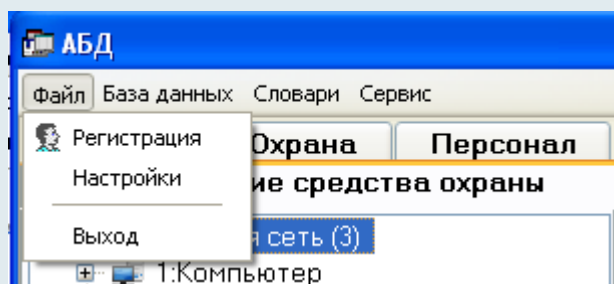 АБД
Файл База данных Словари Сервис
Регистрация
Охрана Персонал
Настройки
ие средства охраны
Выход
сеть (3)
1:Компьютер